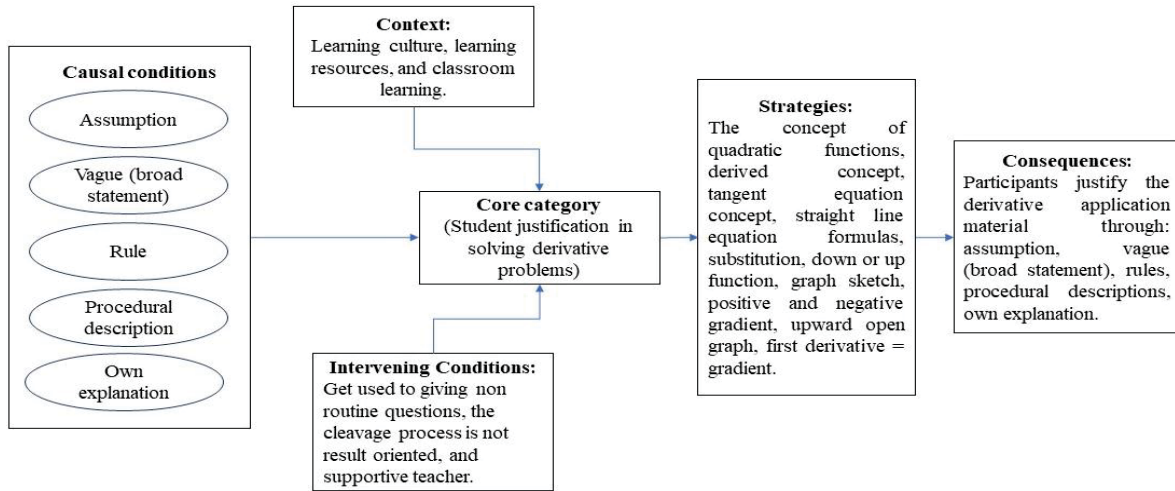 Causal conditions
Assumption
Vague (broad
statement)
Rule
Procedural
description
Own
explanation
Context:
Learning culture, learning
resources, and classroom
learning.
Core category
(Student justification in
solving derivative
problems)
Intervening Conditions:
Get used to giving non
routine questions, the
cleavage process is not
result oriented, and
supportive teacher.
Strategies:
The concept of
quadratic functions,
derived concept,
tangent equation
concept, straight line
equation formulas,
substitution, down or up
function, graph sketch,
positive and negative
gradient, upward open
graph, first derivative =
gradient.
Consequences:
Participants justify the
derivative application
material through:
assumption, vague
(broad statement), rules,
procedural descriptions,
own explanation.